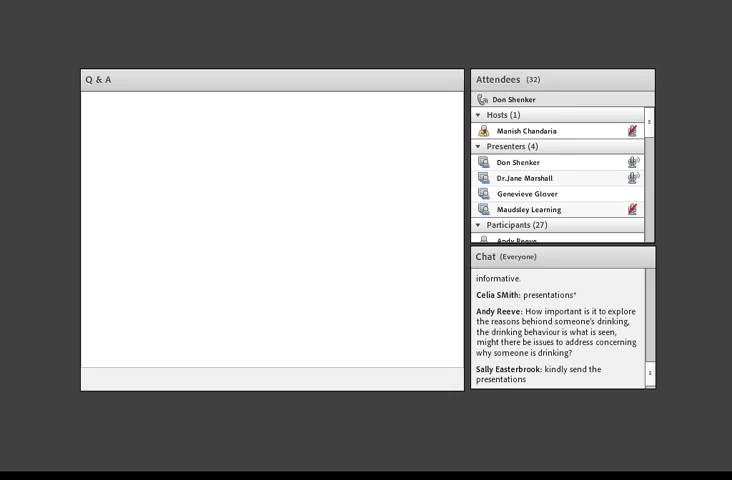 Q & A
Attendees (32)
Don Shenker
Hosts (1)
Manish Chandaria
Presenters (4)
Don Shenker
Dr.Jane Marshall
Genevieve Glover
Maudsley Learning
Participants (27)
Andy Reeve
Chat (Everyone)
informative.
Celia SMith: presentations*
Andy Reeve: How important is it to explore
the reasons behiond someone's drinking,
the drinking behaviour is what is seen,
might there be issues to address concerning
why someone is drinking?
Sally Easterbrook: kindly send the
presentations